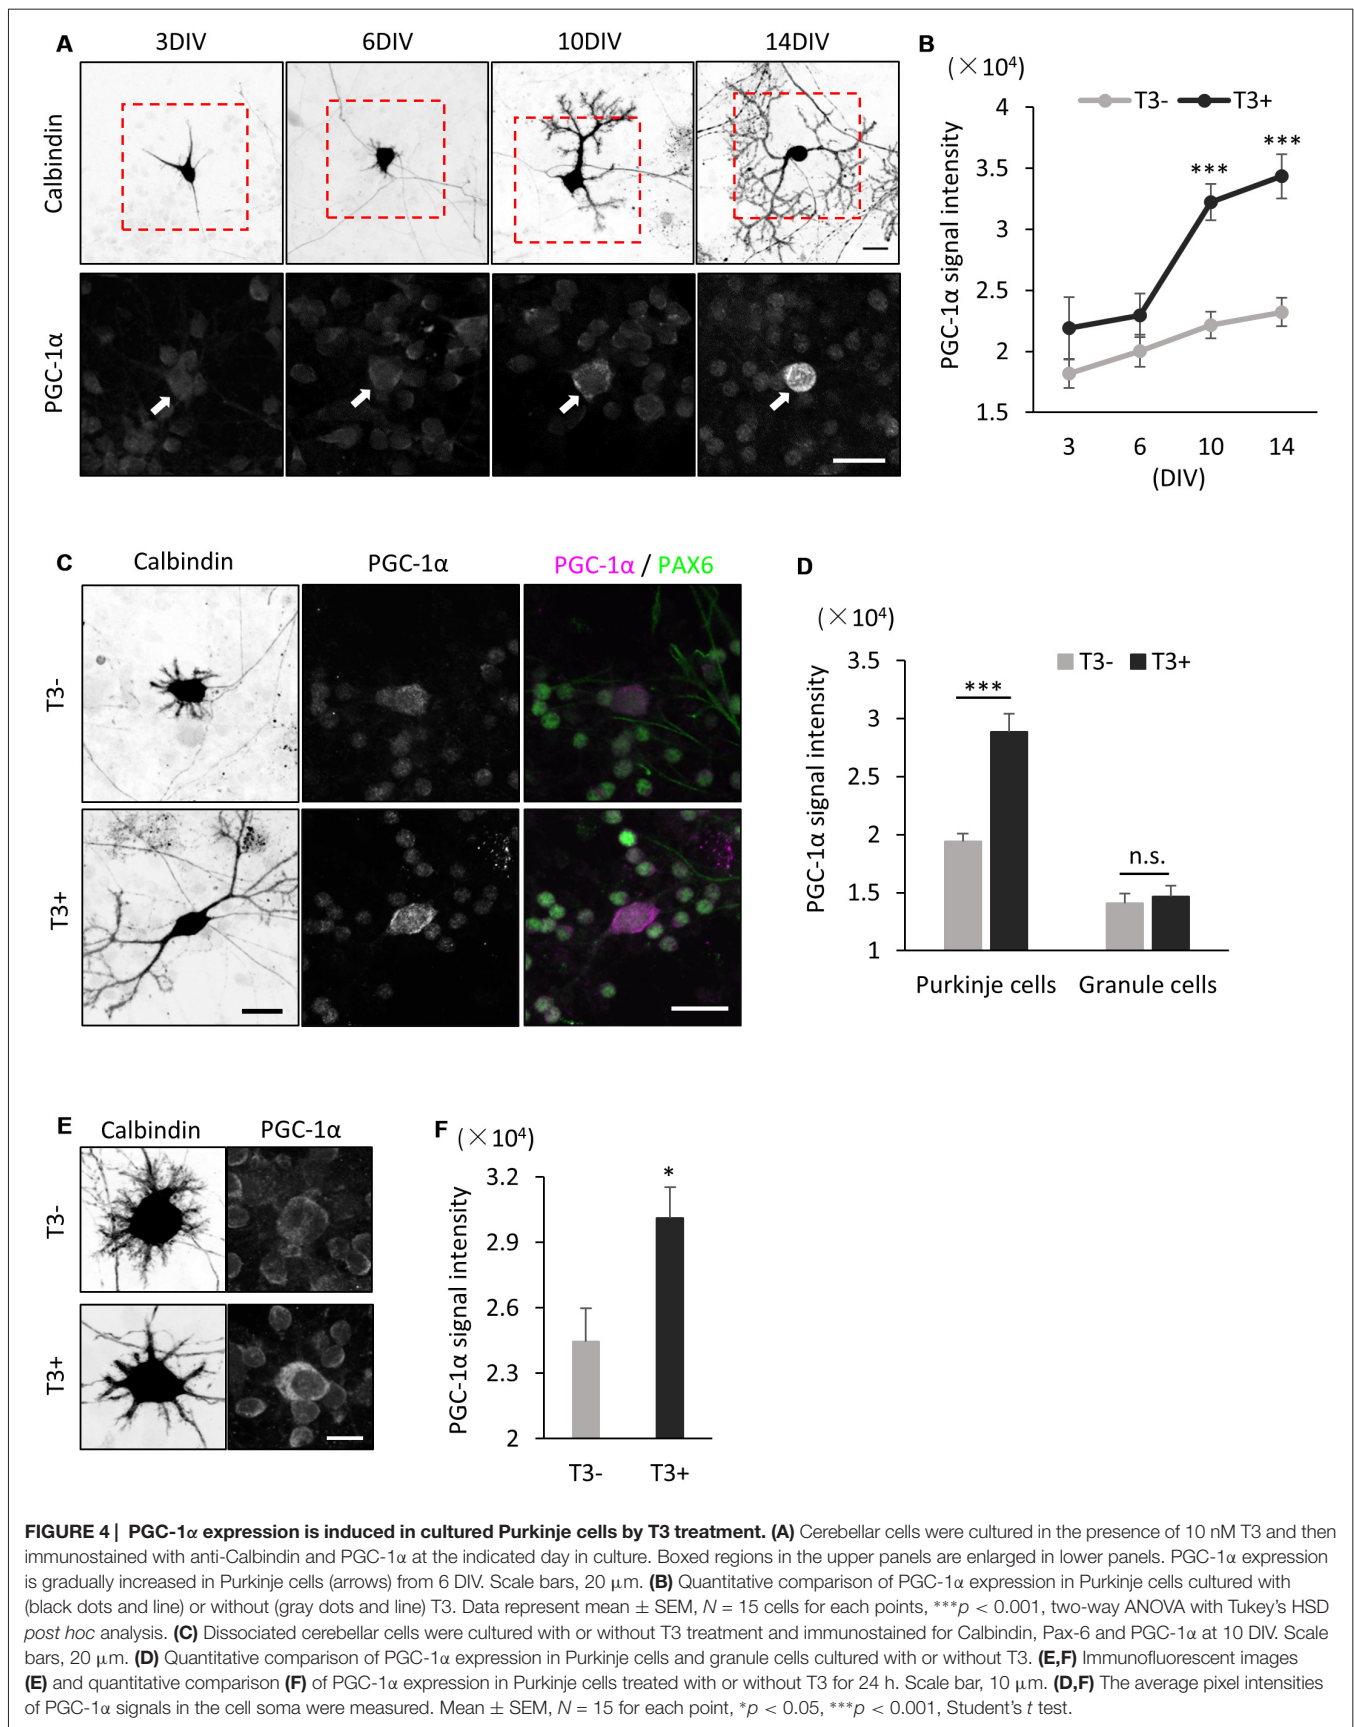 A
3DIV 6DIV 10DIV 14DIV
Calbindin
PGC-1α
B
(×10⁴)
T3- T3+
PGC-1α signal intensity
4
3.5
3
2.5
2
1.5
***
***
3 6 10 14
(DIV)
C
Calbindin PGC-1α PGC-1α / PAX6
T3-
T3+
D
(×10⁴)
T3- T3+
PGC-1α signal intensity
3.5
3
2.5
2
1.5
1
***
n.s.
Purkinje cells Granule cells
E
Calbindin PGC-1α
T3-
T3+
F
(×10⁴)
PGC-1α signal intensity
3.2
2.9
2.6
2.3
2
*
T3- T3+
FIGURE 4 | PGC-1α expression is induced in cultured Purkinje cells by T3 treatment. (A) Cerebellar cells were cultured in the presence of 10 nM T3 and then
immunostained with anti-Calbindin and PGC-1α at the indicated day in culture. Boxed regions in the upper panels are enlarged in lower panels. PGC-1α expression
is gradually increased in Purkinje cells (arrows) from 6 DIV. Scale bars, 20 μm. (B) Quantitative comparison of PGC-1α expression in Purkinje cells cultured with
(black dots and line) or without (gray dots and line) T3. Data represent mean ± SEM, N = 15 cells for each points, ***p < 0.001, two-way ANOVA with Tukey's HSD
post hoc analysis. (C) Dissociated cerebellar cells were cultured with or without T3 treatment and immunostained for Calbindin, Pax-6 and PGC-1α at 10 DIV. Scale
bars, 20 μm. (D) Quantitative comparison of PGC-1α expression in Purkinje cells and granule cells cultured with or without T3. (E,F) Immunofluorescent images
(E) and quantitative comparison (F) of PGC-1α expression in Purkinje cells treated with or without T3 for 24 h. Scale bar, 10 μm. (D,F) The average pixel intensities
of PGC-1α signals in the cell soma were measured. Mean ± SEM, N = 15 for each point, *p < 0.05, ***p < 0.001, Student's t test.